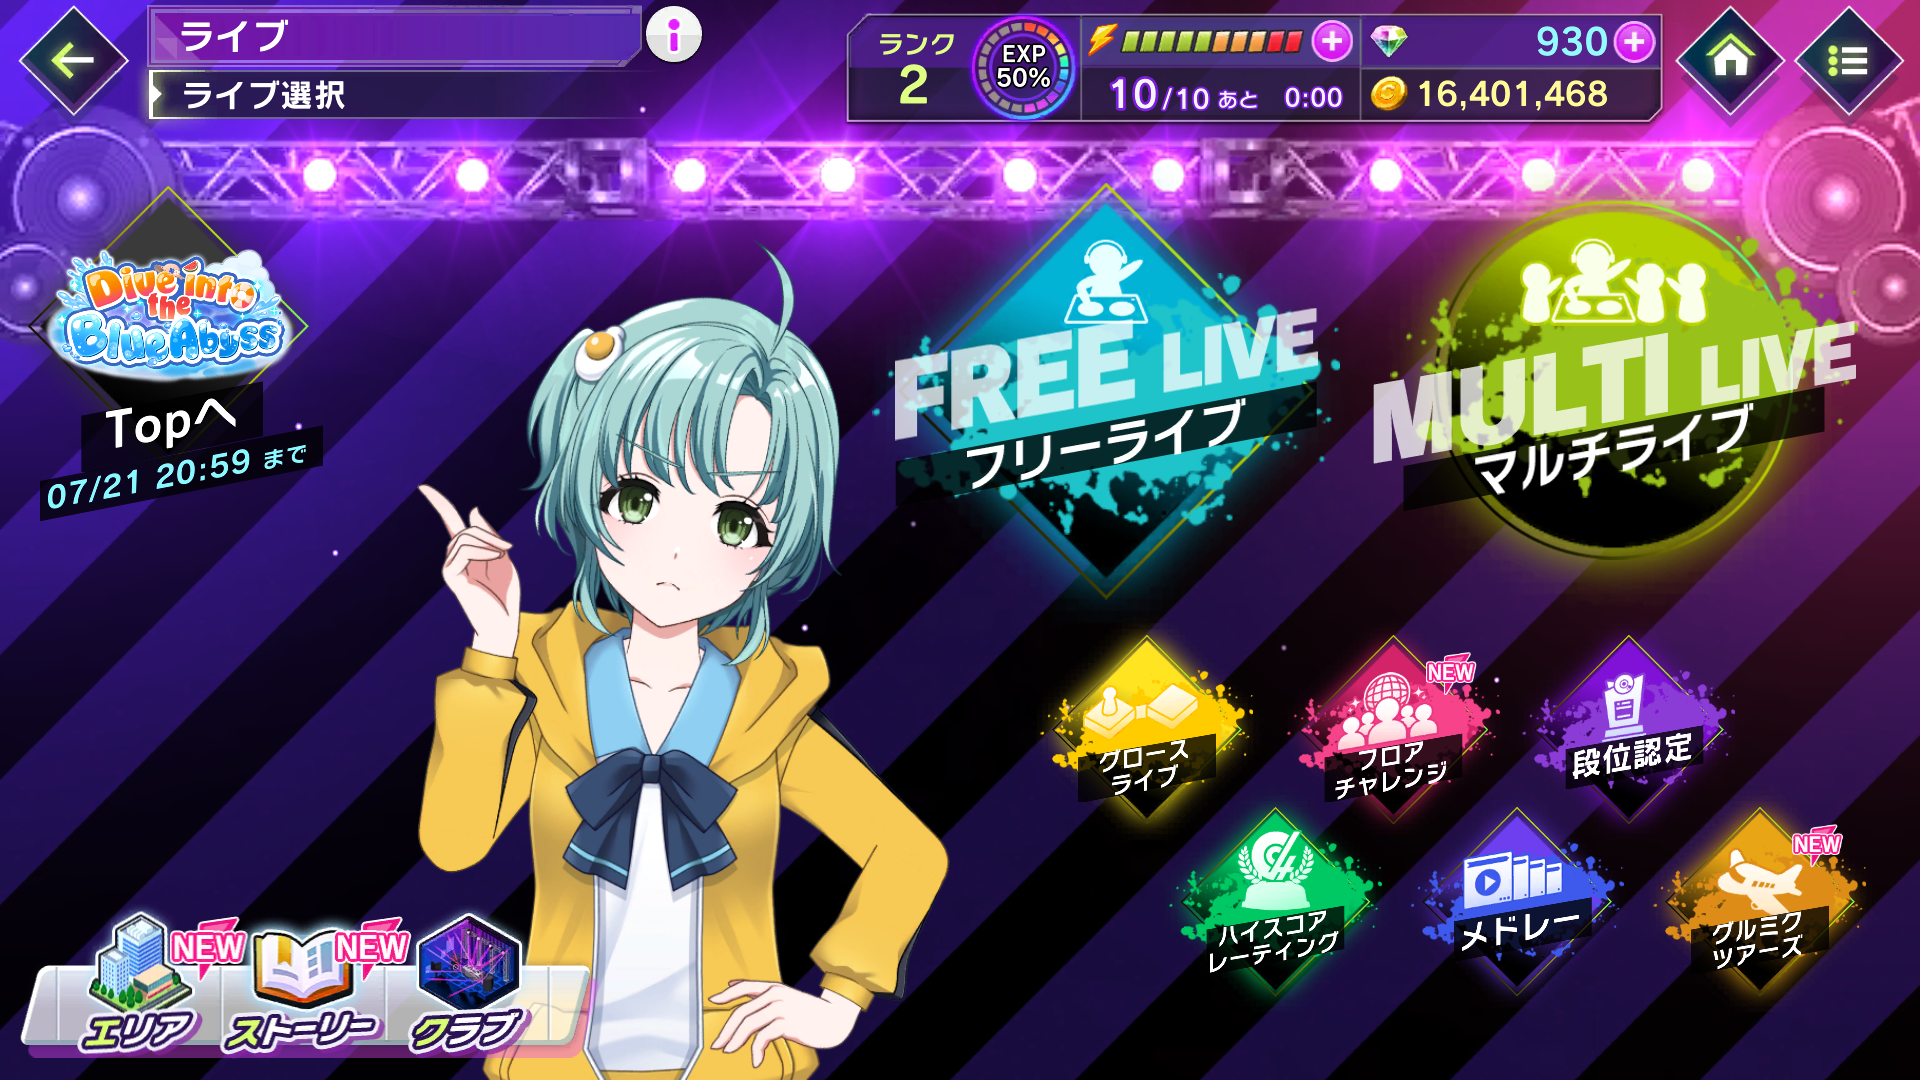 ライブ
ライブ選択
ランク
2
EXP
50%
10/10 あと 0:00
930
16,401,468
Dive into
the
Blue Abyss
Topへ
07/21 20:59 まで
FREE LIVE
フリーライブ
MULTI LIVE
マルチライブ
グロース
ライブ
NEW
フロア
チャレンジ
段位認定
ハイスコア
レーティング
メドレー
NEW
グルミク
ツアーズ
NEW
エリア
NEW
ストーリー
クラブ